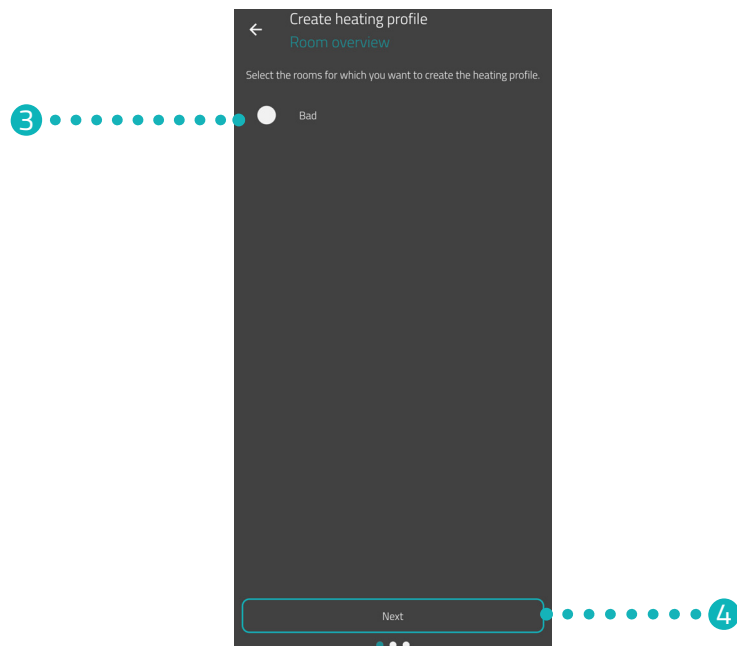 Create heating profile
Room overview
Select the rooms for which you want to create the heating profile.
3
Bad
Next
4